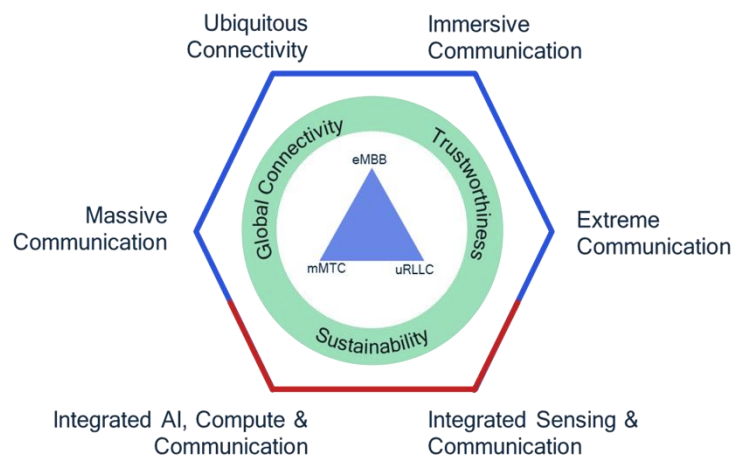 Ubiquitous
Connectivity
Immersive
Communication
Global Connectivity
Trustworthiness
eMBB
Massive
Communication
Extreme
Communication
mMTC
uRLLC
Sustainability
Integrated AI, Compute &
Communication
Integrated Sensing &
Communication